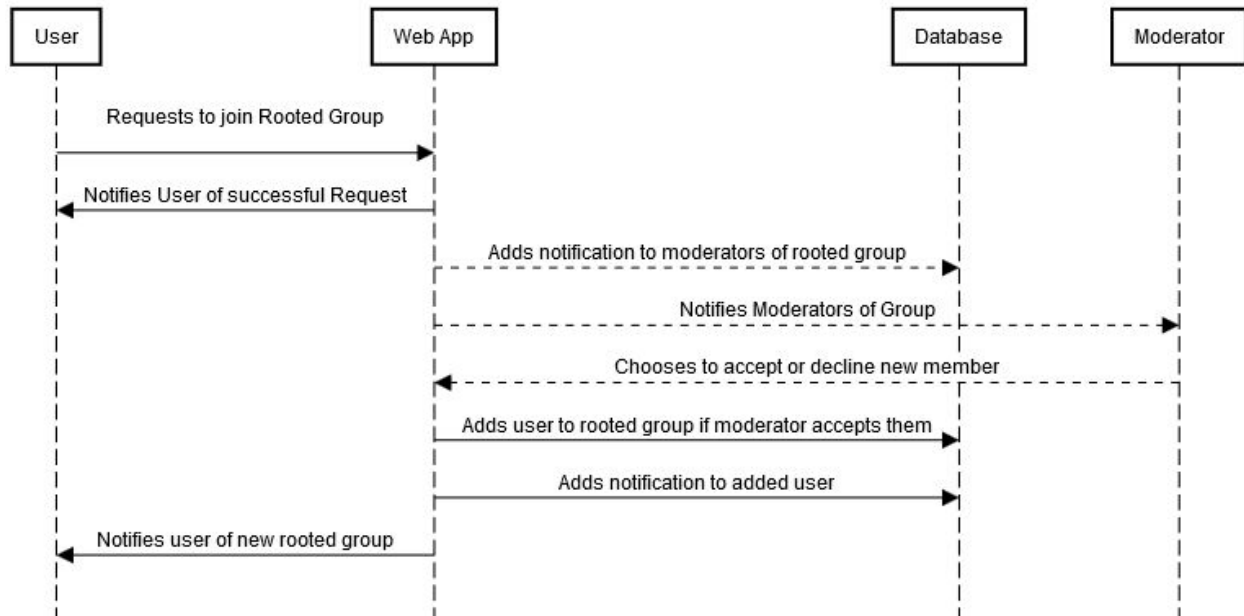 User
Web App
Database
Moderator
Requests to join Rooted Group
Notifies User of successful Request
Adds notification to moderators of rooted group
Notifies Moderators of Group
Chooses to accept or decline new member
Adds user to rooted group if moderator accepts them
Adds notification to added user
Notifies user of new rooted group